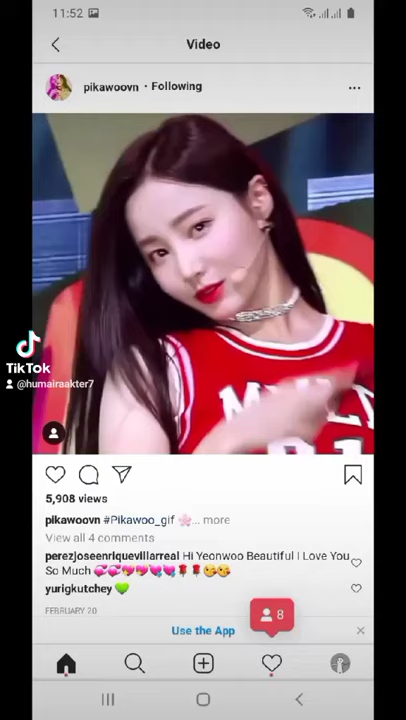 11:52
Video
pikawoovn • Following
TikTok
@humairaakter7
5,908 views
pikawoovn #Pikawoo_gif 🌸... more
View all 4 comments
perezjoseenriquevillarreal Hi Yeonwoo Beautiful I Love You
So Much 💞💞💖💖💘💘🌹🌹😘😘
yurigkutchey 💚
FEBRUARY 20
8
Use the App